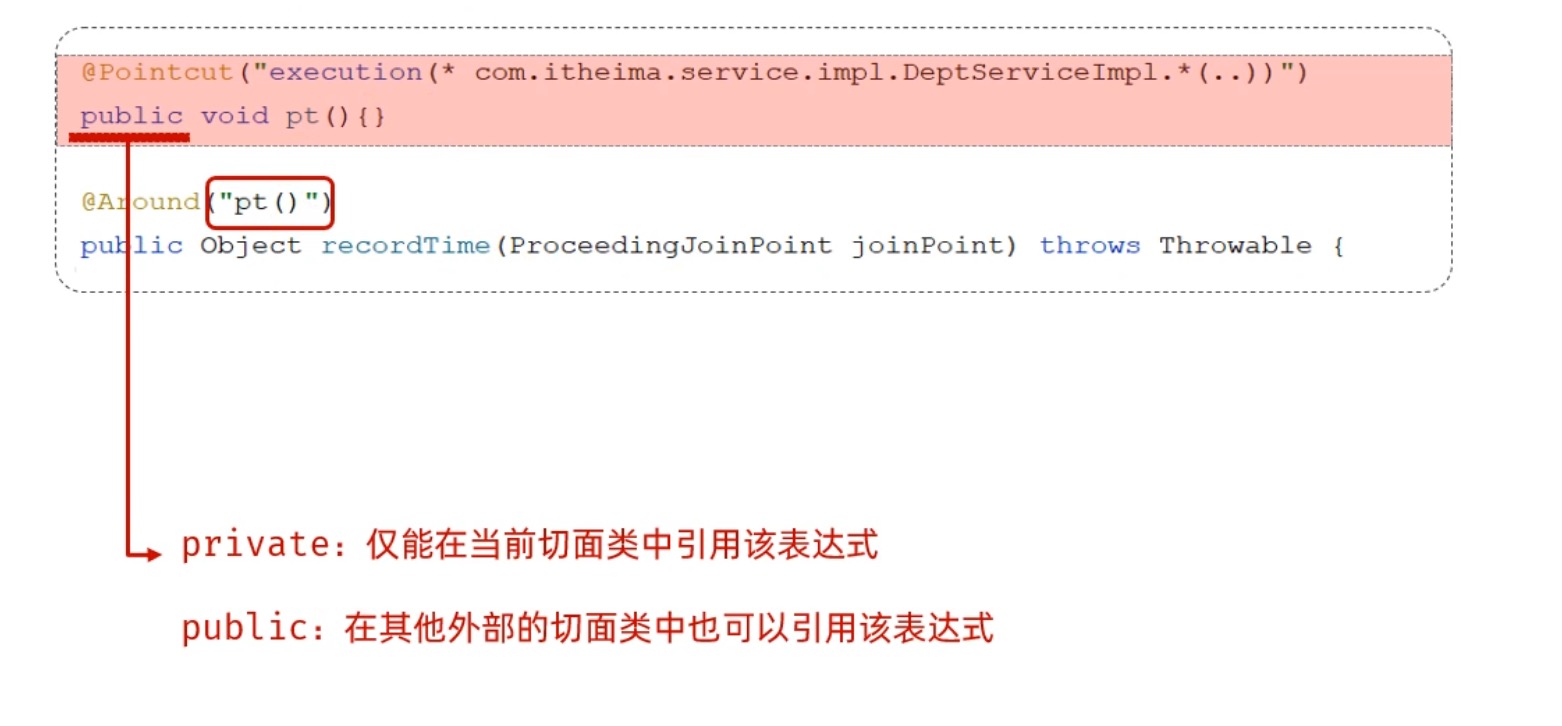 @Pointcut("execution(* com.itheima.service.impl.DeptServiceImpl.*(..))")
public void pt(){}
@Around("pt()")
public Object recordTime(ProceedingJoinPoint joinPoint) throws Throwable {
private: 仅能在当前切面类中引用该表达式
public: 在其他外部的切面类中也可以引用该表达式